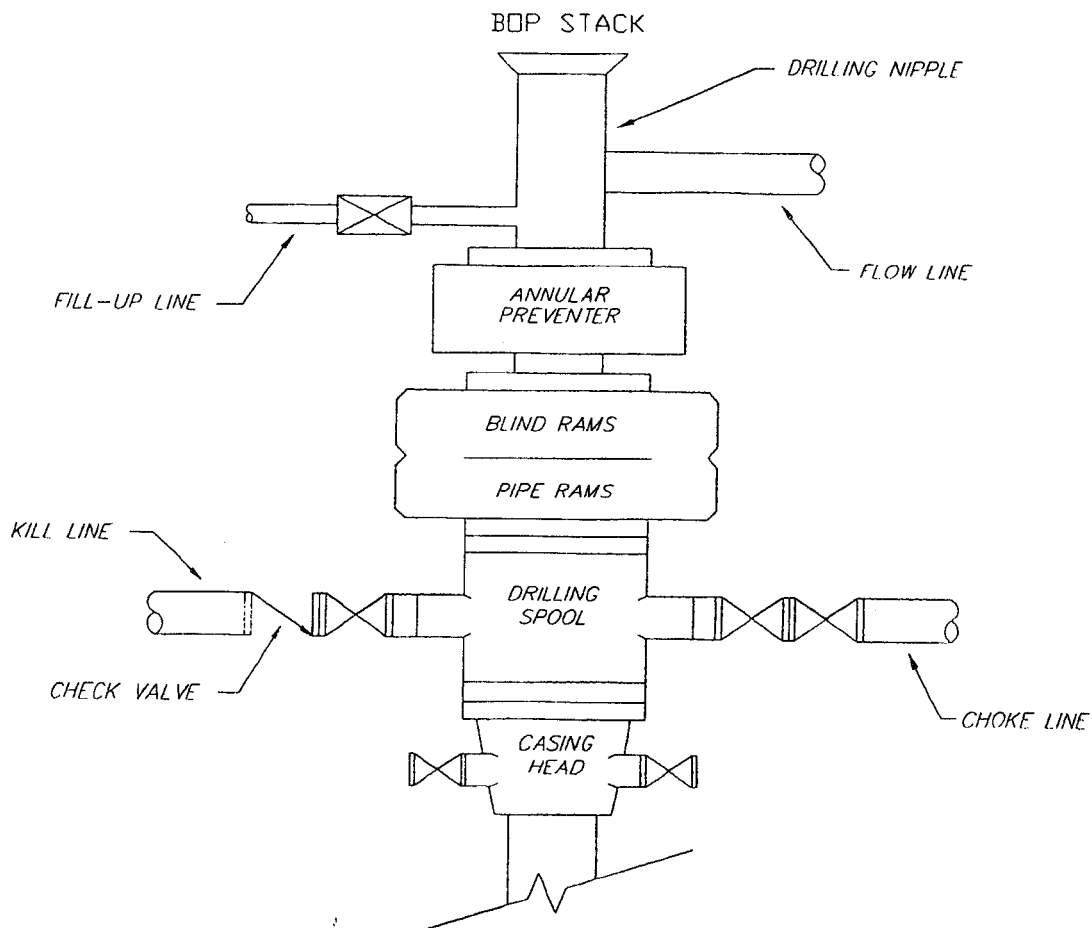 BOP STACK
DRILLING NIPPLE
FLOW LINE
FILL-UP LINE
ANNULAR
PREVENTER
BLIND RAMS
PIPE RAMS
KILL LINE
DRILLING
SPOOL
CHECK VALVE
CHOKE LINE
CASING
HEAD